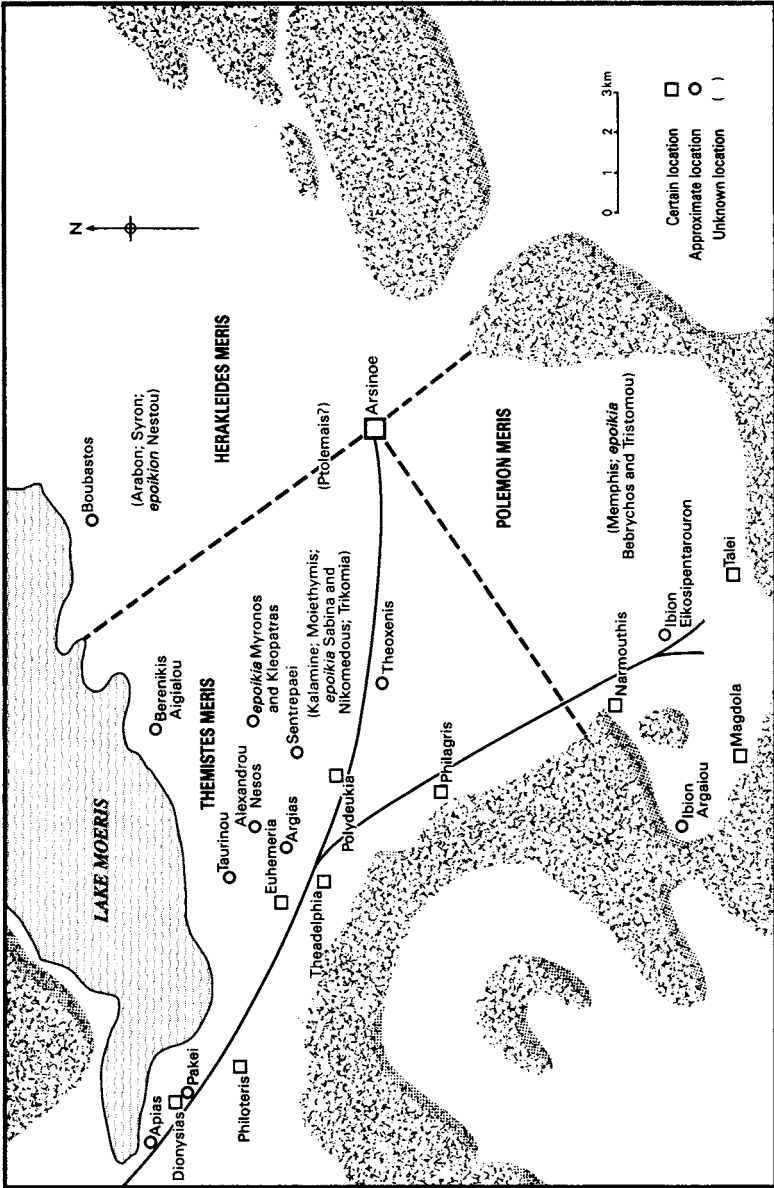 LAKE MOERIS
N
Boubastos
(Arabon; Syron;
epoikion Nestou)
HERAKLEIDES MERIS
Berenikis
Aigialou
THEMISTES MERIS
Taurinou
Alexandrou
Nesos
epoikia Myronos
and Kleopatras
Sentrepaei
Euhemeria
Argias
(Kalamine; Moiethymis;
epoikia Sabina and
Nikomedous; Trikomia)
(Ptolemais?)
Arsinoe
Apias
Dionysias
Pakei
Philoteris
Theadelphia
Polydeukia
Theoxenis
Philagris
POLEMON MERIS
Narmouthis
(Memphis; epoikia
Bebrychos and Tristomou)
Ibion
Eikosipentarouron
Ibion
Argaiou
Magdola
Talei
0 1 2 3km
Certain location
Approximate location
Unknown location ( )